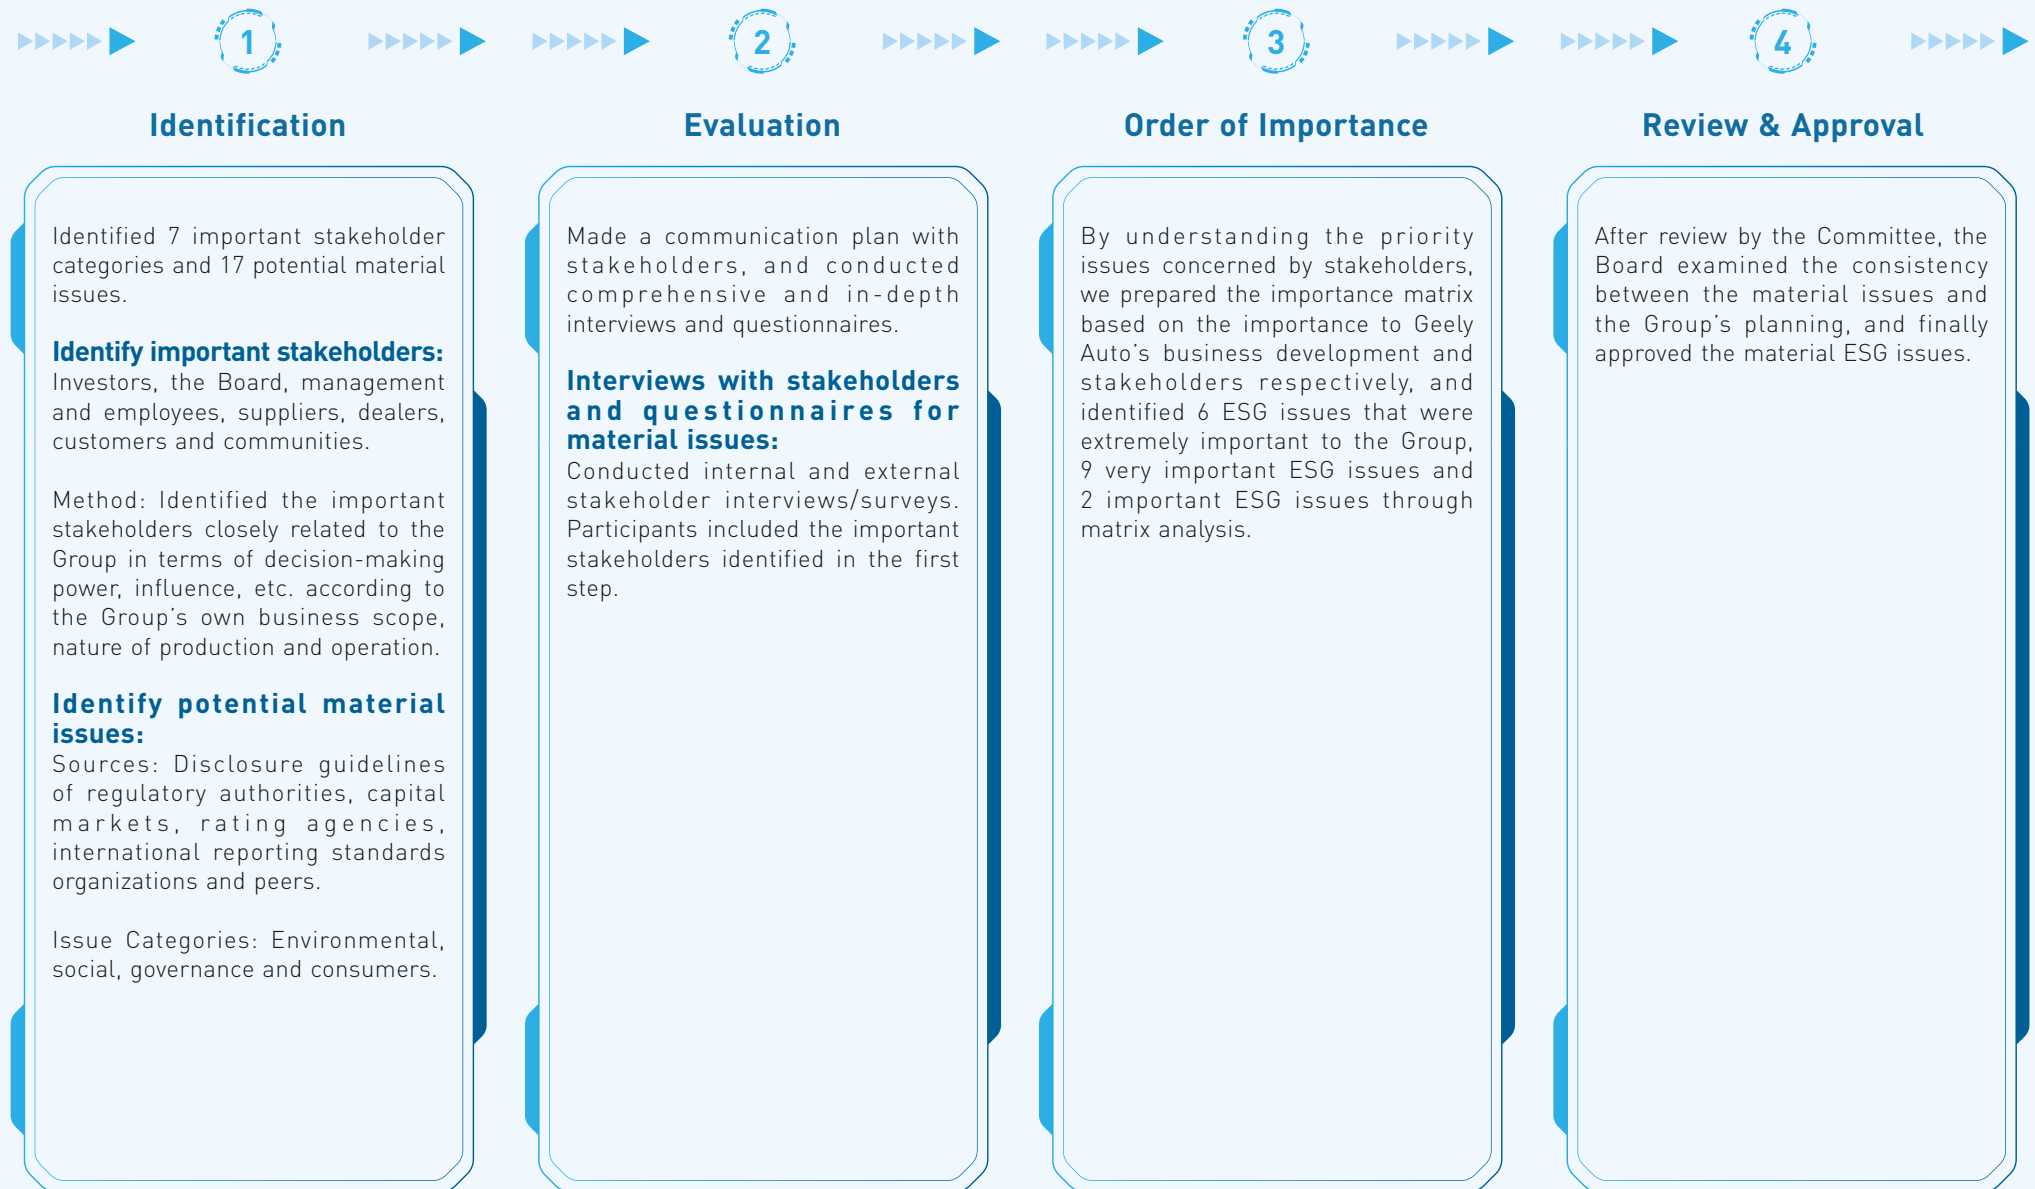 1
Identification
Identified 7 important stakeholder
categories and 17 potential material
issues.
Identify important stakeholders:
Investors, the Board, management
and employees, suppliers, dealers,
customers and communities.
Method: Identified the important
stakeholders closely related to the
Group in terms of decision-making
power, influence, etc. according to
the Group's own business scope,
nature of production and operation.
Identify potential material
issues:
Sources: Disclosure guidelines
of regulatory authorities, capital
markets, rating agencies,
international reporting standards
organizations and peers.
Issue Categories: Environmental,
social, governance and consumers.
2
Evaluation
Made a communication plan with
stakeholders, and conducted
comprehensive and in-depth
interviews and questionnaires.
Interviews with stakeholders
and questionnaires for
material issues:
Conducted internal and external
stakeholder interviews/surveys.
Participants included the important
stakeholders identified in the first
step.
3
Order of Importance
By understanding the priority
issues concerned by stakeholders,
we prepared the importance matrix
based on the importance to Geely
Auto's business development and
stakeholders respectively, and
identified 6 ESG issues that were
extremely important to the Group,
9 very important ESG issues and
2 important ESG issues through
matrix analysis.
4
Review & Approval
After review by the Committee, the
Board examined the consistency
between the material issues and
the Group's planning, and finally
approved the material ESG issues.